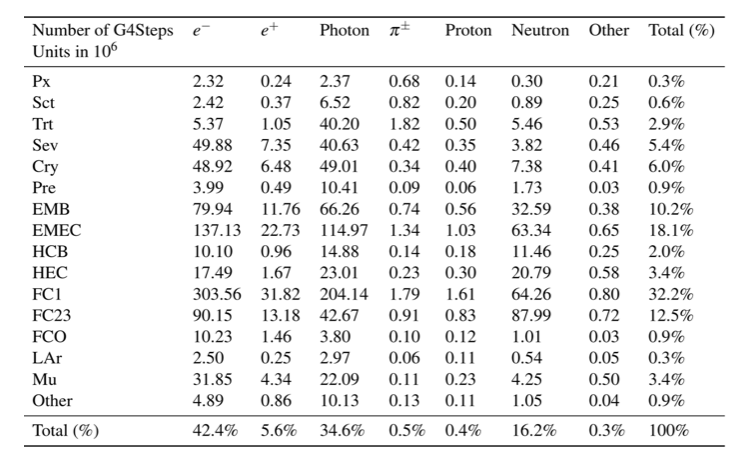 Number of G4Steps e⁻ e⁺ Photon π± Proton Neutron Other Total (%)
Units in 10⁶
Px 2.32 0.24 2.37 0.68 0.14 0.30 0.21 0.3%
Sct 2.42 0.37 6.52 0.82 0.20 0.89 0.25 0.6%
Trt 5.37 1.05 40.20 1.82 0.50 5.46 0.53 2.9%
Sev 49.88 7.35 40.63 0.42 0.35 3.82 0.46 5.4%
Cry 48.92 6.48 49.01 0.34 0.40 7.38 0.41 6.0%
Pre 3.99 0.49 10.41 0.09 0.06 1.73 0.03 0.9%
EMB 79.94 11.76 66.26 0.74 0.56 32.59 0.38 10.2%
EMEC 137.13 22.73 114.97 1.34 1.03 63.34 0.65 18.1%
HCB 10.10 0.96 14.88 0.14 0.18 11.46 0.25 2.0%
HEC 17.49 1.67 23.01 0.23 0.30 20.79 0.58 3.4%
FC1 303.56 31.82 204.14 1.79 1.61 64.26 0.80 32.2%
FC23 90.15 13.18 42.67 0.91 0.83 87.99 0.72 12.5%
FCO 10.23 1.46 3.80 0.10 0.12 1.01 0.03 0.9%
LAr 2.50 0.25 2.97 0.06 0.11 0.54 0.05 0.3%
Mu 31.85 4.34 22.09 0.11 0.23 4.25 0.50 3.4%
Other 4.89 0.86 10.13 0.13 0.11 1.05 0.04 0.9%
Total (%) 42.4% 5.6% 34.6% 0.5% 0.4% 16.2% 0.3% 100%